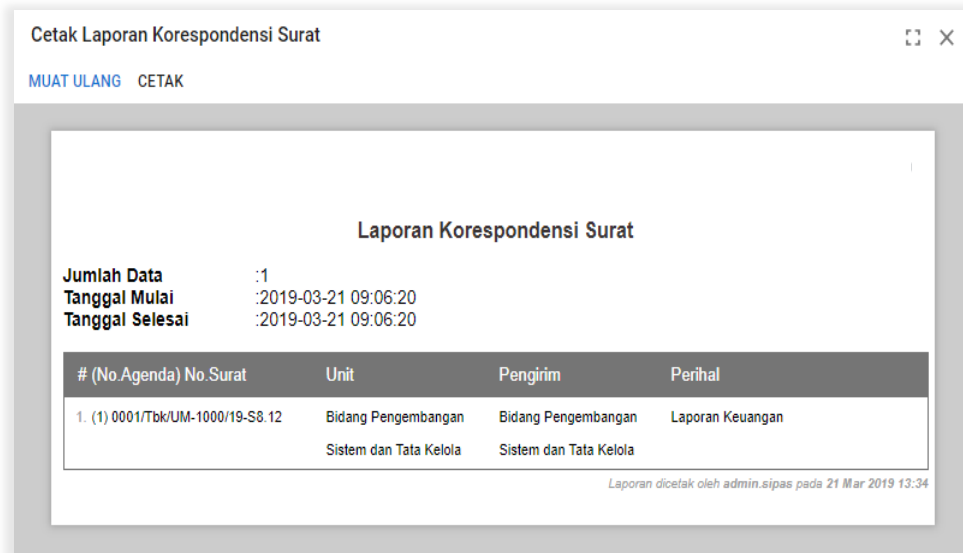 Cetak Laporan Korespondensi Surat
MUAT ULANG CETAK
Laporan Korespondensi Surat
Jumlah Data :1
Tanggal Mulai :2019-03-21 09:06:20
Tanggal Selesai :2019-03-21 09:06:20
# (No.Agenda) No.Surat Unit Pengirim Perihal
1. (1) 0001/Tbk/UM-1000/19-S8.12 Bidang Pengembangan Bidang Pengembangan Laporan Keuangan
Sistem dan Tata Kelola Sistem dan Tata Kelola
Laporan dicetak oleh admin.sipas pada 21 Mar 2019 13:34